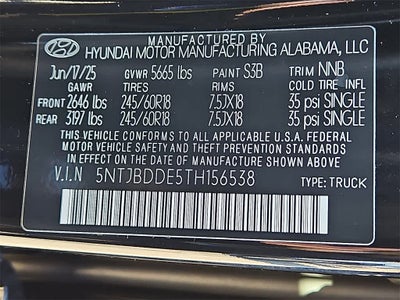 MANUFACTURED BY
HYUNDAI MOTOR MANUFACTURING ALABAMA, LLC
Jun/17/25 GVWR 5665 lbs PAINT S3B TRIM NNB
GAWR TIRES RIMS COLD TIRE INFL
FRONT 2646 lbs 245/60R18 7.5JX18 35 psi SINGLE
REAR 3197 lbs 245/60R18 7.5JX18 35 psi SINGLE
THIS VEHICLE CONFORMS TO ALL APPLICABLE U.S.A FEDERAL
MOTOR VEHICLE SAFETY AND THEFT PREVENTION STANDARDS
IN EFFECT ON THE DATE OF MANUFACTURE SHOWN ABOVE.
V.I.N 5NTJBDDE5TH156538 TYPE: TRUCK